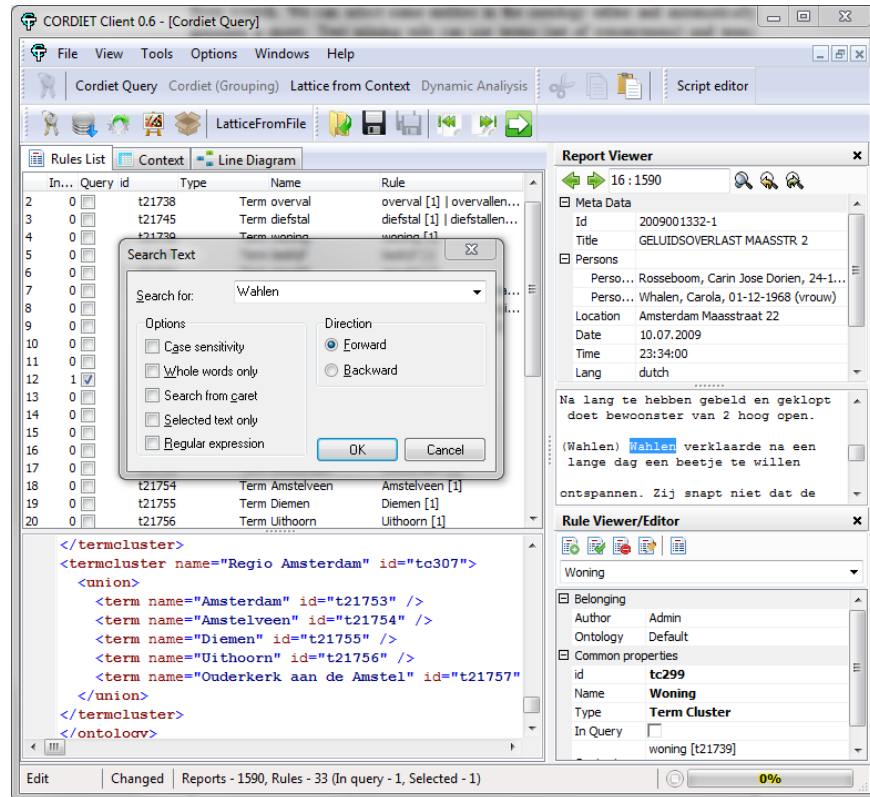 CORDIET Client 0.6 - [Cordiet Query]
File View Tools Options Windows Help
Cordiet Query Cordiet (Grouping) Lattice from Context Dynamic Analiysis Script editor
LatticeFromFile
Rules List Context Line Diagram
In... Query id Type Name Rule
2 0 t21738 Term overval overval [1] | overvallen...
3 0 t21745 Term diefstal diefstal [1] | diefstallen...
4 0 t21739 Term woning woning [1]
5 0
6 0
7 0
8 0
9 0
10 0
11 0
12 1
13 0
14 0
15 0
16 0
17 0
18 0 t21754 Term Amstelveen Amstelveen [1]
19 0 t21755 Term Diemen Diemen [1]
20 0 t21756 Term Uithoorn Uithoorn [1]
Search Text
Search for: Wahlen
Options
Case sensitivity
Whole words only
Search from caret
Selected text only
Regular expression
Direction
Forward
Backward
OK Cancel
</termcluster>
<termcluster name="Regio Amsterdam" id="tc307">
<union>
<term name="Amsterdam" id="t21753" />
<term name="Amstelveen" id="t21754" />
<term name="Diemen" id="t21755" />
<term name="Uithoorn" id="t21756" />
<term name="Ouderkerk aan de Amstel" id="t21757"
</union>
</termcluster>
</ontology>
Report Viewer
16 : 1590
Meta Data
Id 2009001332-1
Title GELUIDSOVERLAST MAASSTR 2
Persons
Perso... Rosseboom, Carin Jose Dorien, 24-1...
Perso... Whalen, Carola, 01-12-1968 (vrouw)
Location Amsterdam Maasstraat 22
Date 10.07.2009
Time 23:34:00
Lang dutch
Na lang te hebben gebeld en geklopt
doet bewoonster van 2 hoog open.
(Wahlen) Wahlen verklaarde na een
lange dag een beetje te willen
ontspannen. Zij snapt niet dat de
Rule Viewer/Editor
Woning
Belonging
Author Admin
Ontology Default
Common properties
id tc299
Name Woning
Type Term Cluster
In Query
woning [t21739]
Edit Changed Reports - 1590, Rules - 33 (In query - 1, Selected - 1) 0%